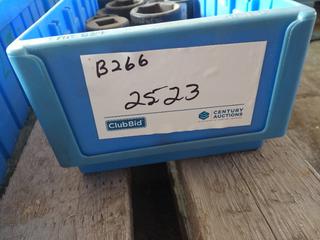 B266
2523
ClubBid
CENTURY
AUCTIONS